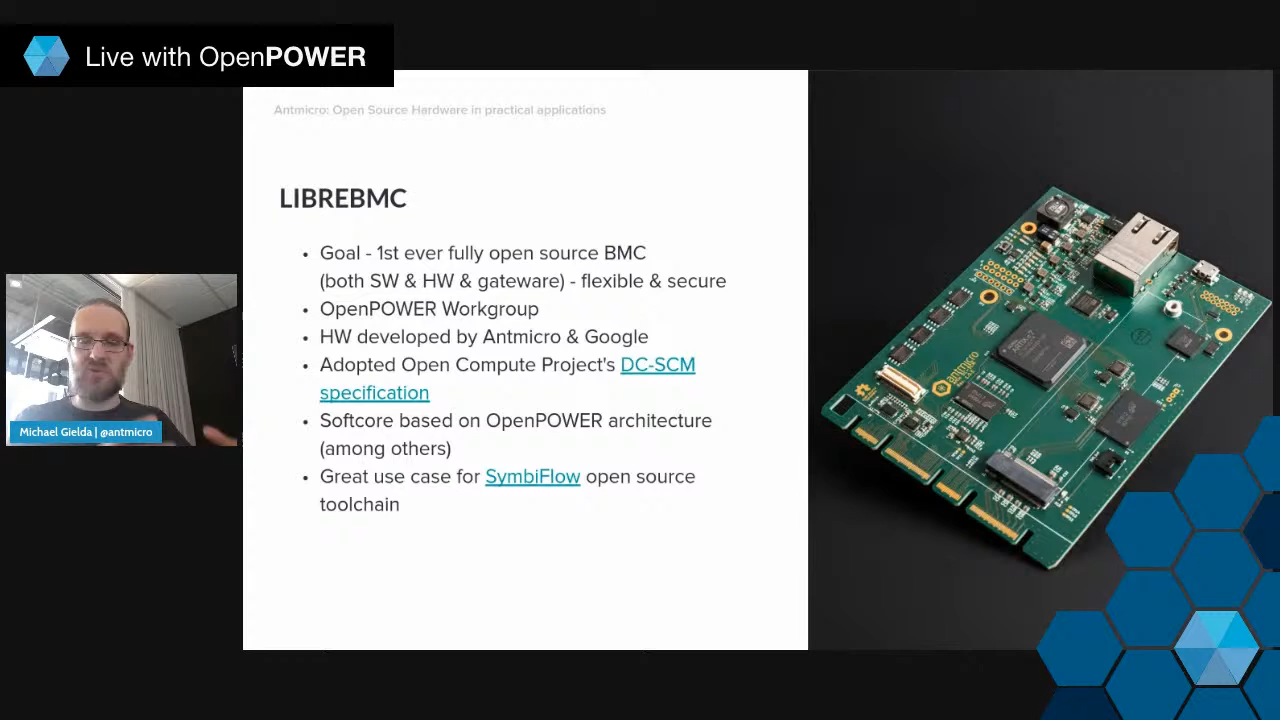 Live with OpenPOWER
Antmicro: Open Source Hardware in practical applications
LIBREBMC
• Goal - 1st ever fully open source BMC
(both SW & HW & gateware) - flexible & secure
• OpenPOWER Workgroup
• HW developed by Antmicro & Google
• Adopted Open Compute Project's DC-SCM
specification
• Softcore based on OpenPOWER architecture
(among others)
• Great use case for SymbiFlow open source
toolchain
Michael Gielda | @antmicro
antmicro